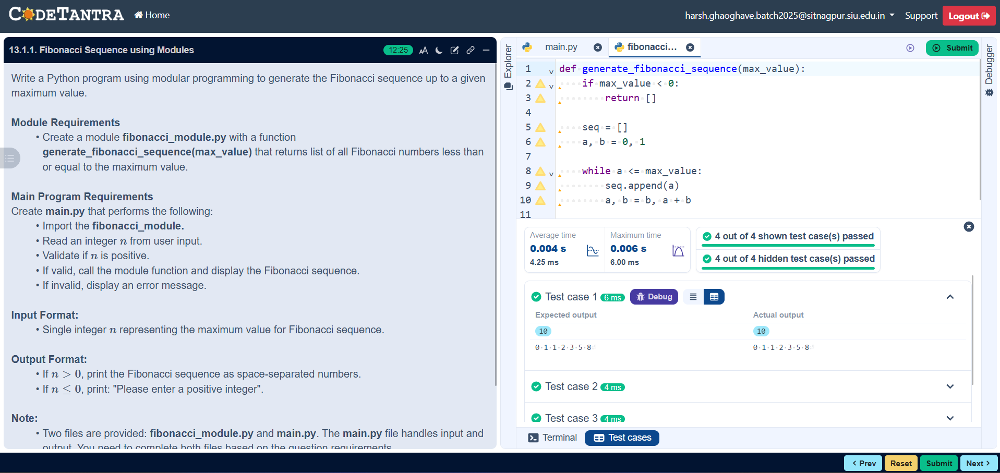 CODETANTRA Home harsh.ghaoghave.batch2025@sitnagpur.siu.edu.in Support Logout
13.1.1. Fibonacci Sequence using Modules 12:25 AA
Write a Python program using modular programming to generate the Fibonacci sequence up to a given
maximum value.
Module Requirements
• Create a module fibonacci_module.py with a function
generate_fibonacci_sequence(max_value) that returns list of all Fibonacci numbers less than
or equal to the maximum value.
Main Program Requirements
Create main.py that performs the following:
• Import the fibonacci_module.
• Read an integer n from user input.
• Validate if n is positive.
• If valid, call the module function and display the Fibonacci sequence.
• If invalid, display an error message.
Input Format:
• Single integer n representing the maximum value for Fibonacci sequence.
Output Format:
• If n > 0, print the Fibonacci sequence as space-separated numbers.
• If n ≤ 0, print: "Please enter a positive integer".
Note:
• Two files are provided: fibonacci_module.py and main.py. The main.py file handles input and
output. You need to complete both files based on the question requirements.
Explorer
main.py fibonacci... Submit
Debugger
1 def generate_fibonacci_sequence(max_value):
2 if max_value < 0:
3 return []
4
5 seq = []
6 a, b = 0, 1
7
8 while a <= max_value:
9 seq.append(a)
10 a, b = b, a + b
11
Average time
0.004 s
4.25 ms
Maximum time
0.006 s
6.00 ms
4 out of 4 shown test case(s) passed
4 out of 4 hidden test case(s) passed
Test case 1 6 ms Debug
Expected output Actual output
10 10
0·1·1·2·3·5·8 0·1·1·2·3·5·8
Test case 2 4 ms
Test case 3 4 ms
Terminal Test cases
< Prev Reset Submit Next >